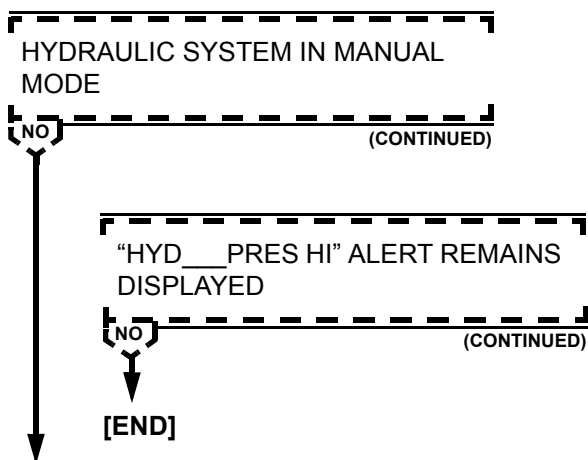 HYDRAULIC SYSTEM IN MANUAL
MODE
NO
(CONTINUED)
“HYD___PRES HI” ALERT REMAINS
DISPLAYED
NO
(CONTINUED)
[END]